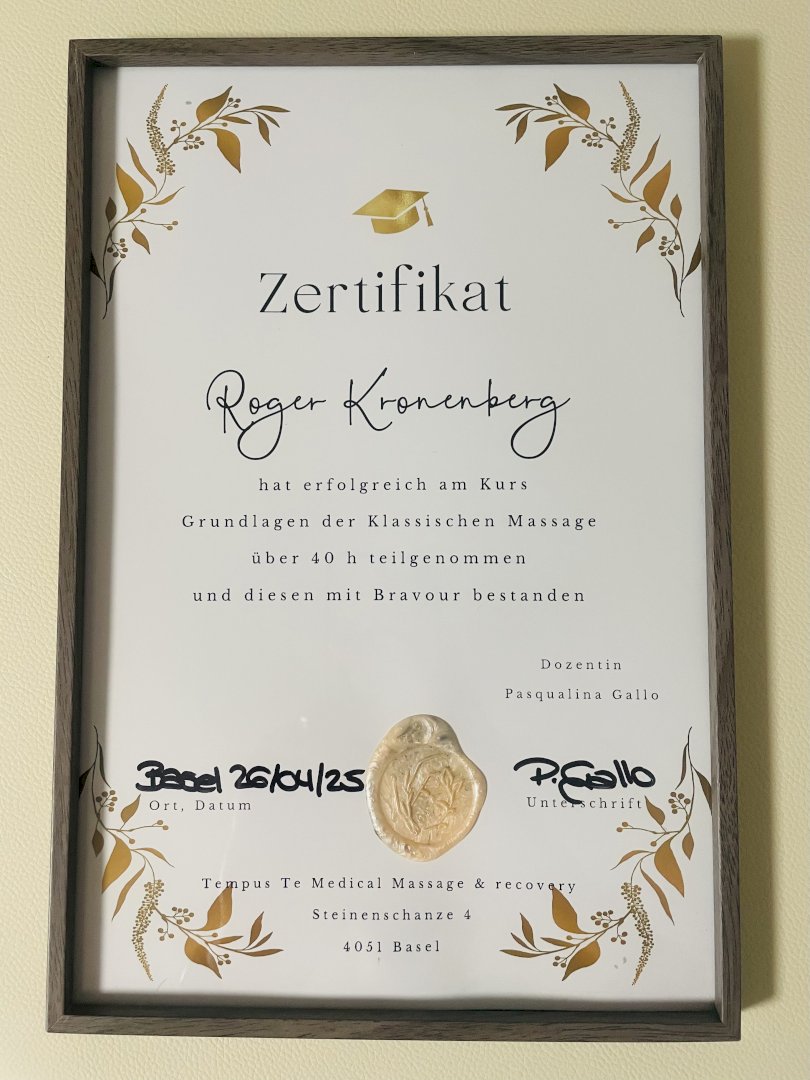 Zertifikat
Roger Kronenberg
hat erfolgreich am Kurs
Grundlagen der Klassischen Massage
über 40 h teilgenommen
und diesen mit Bravour bestanden
Dozentin
Pasqualina Gallo
Basel 26/04/25
Ort, Datum
P. Gallo
Unterschrift
Tempus Te Medical Massage & recovery
Steinenschanze 4
4051 Basel